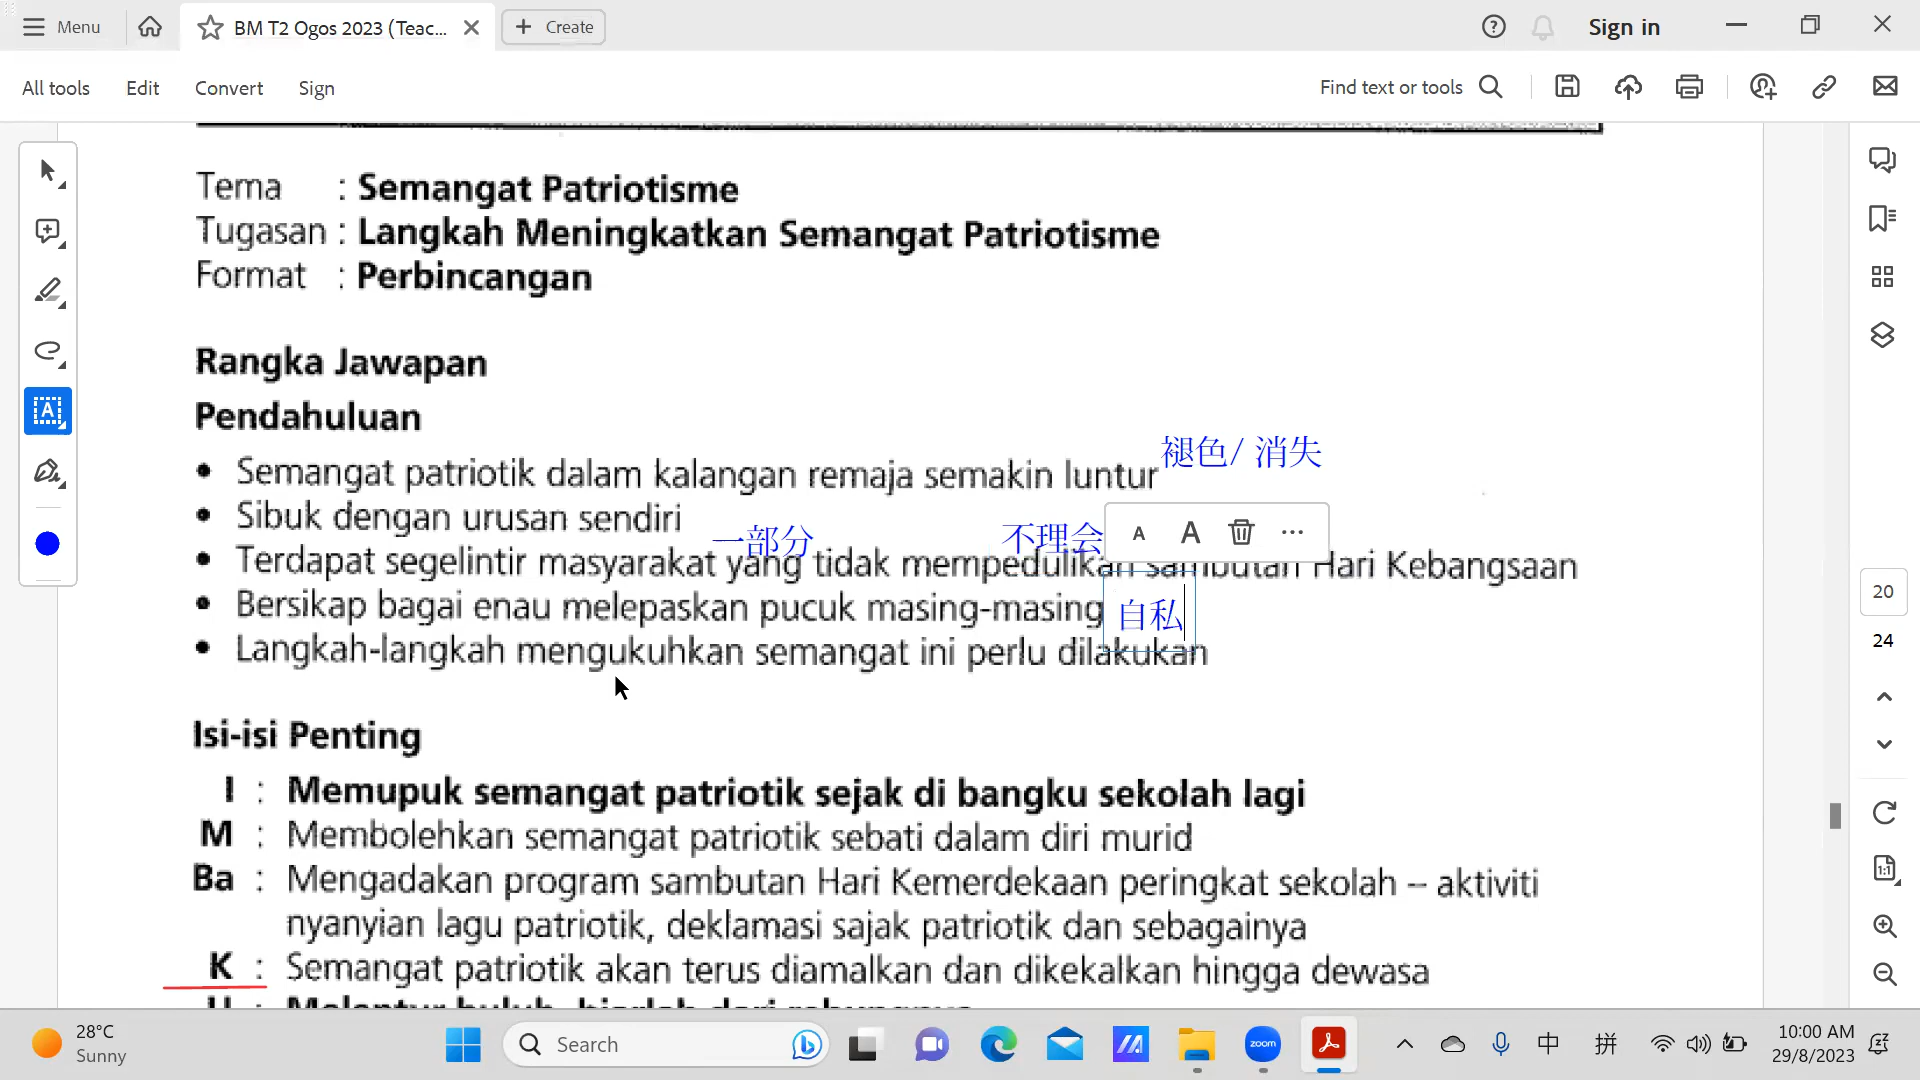 Menu
BM T2 Ogos 2023 (Teac...
Create
Sign in
All tools Edit Convert Sign
Find text or tools
Tema : Semangat Patriotisme
Tugasan : Langkah Meningkatkan Semangat Patriotisme
Format : Perbincangan
Rangka Jawapan
Pendahuluan
褪色/ 消失
• Semangat patriotik dalam kalangan remaja semakin luntur
• Sibuk dengan urusan sendiri
一部分 不理会
A A ...
• Terdapat segelintir masyarakat yang tidak mempedulikan sambutan Hari Kebangsaan
• Bersikap bagai enau melepaskan pucuk masing-masing
自私
• Langkah-langkah mengukuhkan semangat ini perlu dilakukan
20
24
Isi-isi Penting
I : Memupuk semangat patriotik sejak di bangku sekolah lagi
M : Membolehkan semangat patriotik sebati dalam diri murid
Ba : Mengadakan program sambutan Hari Kemerdekaan peringkat sekolah – aktiviti
nyanyian lagu patriotik, deklamasi sajak patriotik dan sebagainya
K : Semangat patriotik akan terus diamalkan dan dikekalkan hingga dewasa
28°C
Sunny
Search
zoom
中
拼
10:00 AM
29/8/2023